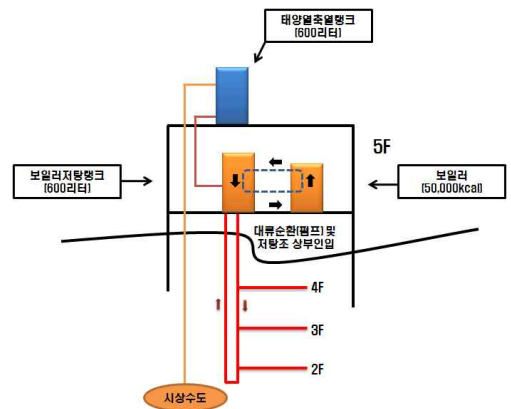 태양열축열탱크
(600리터)
5F
보일러저탕탱크
(600리터)
보일러
(50,000kcal)
대류순환(펌프) 및
저탕조 상부인입
4F
3F
2F
시상수도